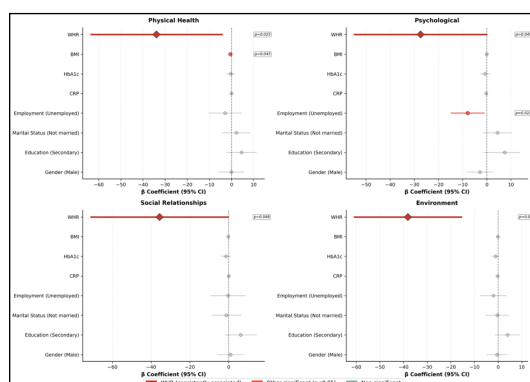 Physical Health
WHR
BMI
HbA1c
CRP
Employment (Unemployed)
Marital Status (Not married)
Education (Secondary)
Gender (Male)
p=0.045
−60 −50 −40 −30 −20 −10 0 10
β Coefficient (95% CI)
Psychological
WHR
BMI
HbA1c
CRP
Employment (Unemployed)
Marital Status (Not married)
Education (Secondary)
Gender (Male)
−50 −40 −30 −20 −10 0 10
β Coefficient (95% CI)
Social Relationships
WHR
BMI
HbA1c
CRP
Employment (Unemployed)
Marital Status (Not married)
Education (Secondary)
Gender (Male)
−60 −40 −20 0
β Coefficient (95% CI)
Environment
WHR
BMI
HbA1c
CRP
Employment (Unemployed)
Marital Status (Not married)
Education (Secondary)
Gender (Male)
−60 −50 −40 −30 −20 −10 0 10
β Coefficient (95% CI)